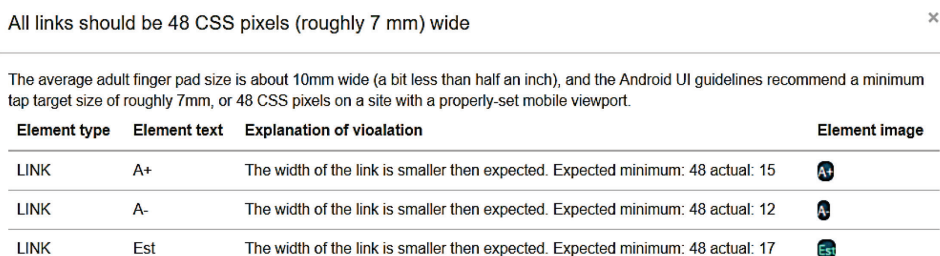 All links should be 48 CSS pixels (roughly 7 mm) wide ×
The average adult finger pad size is about 10mm wide (a bit less than half an inch), and the Android UI guidelines recommend a minimum
tap target size of roughly 7mm, or 48 CSS pixels on a site with a properly-set mobile viewport.
Element type Element text Explanation of vioalation Element image
LINK A+ The width of the link is smaller then expected. Expected minimum: 48 actual: 15 A+
LINK A- The width of the link is smaller then expected. Expected minimum: 48 actual: 12 A-
LINK Est The width of the link is smaller then expected. Expected minimum: 48 actual: 17 Est